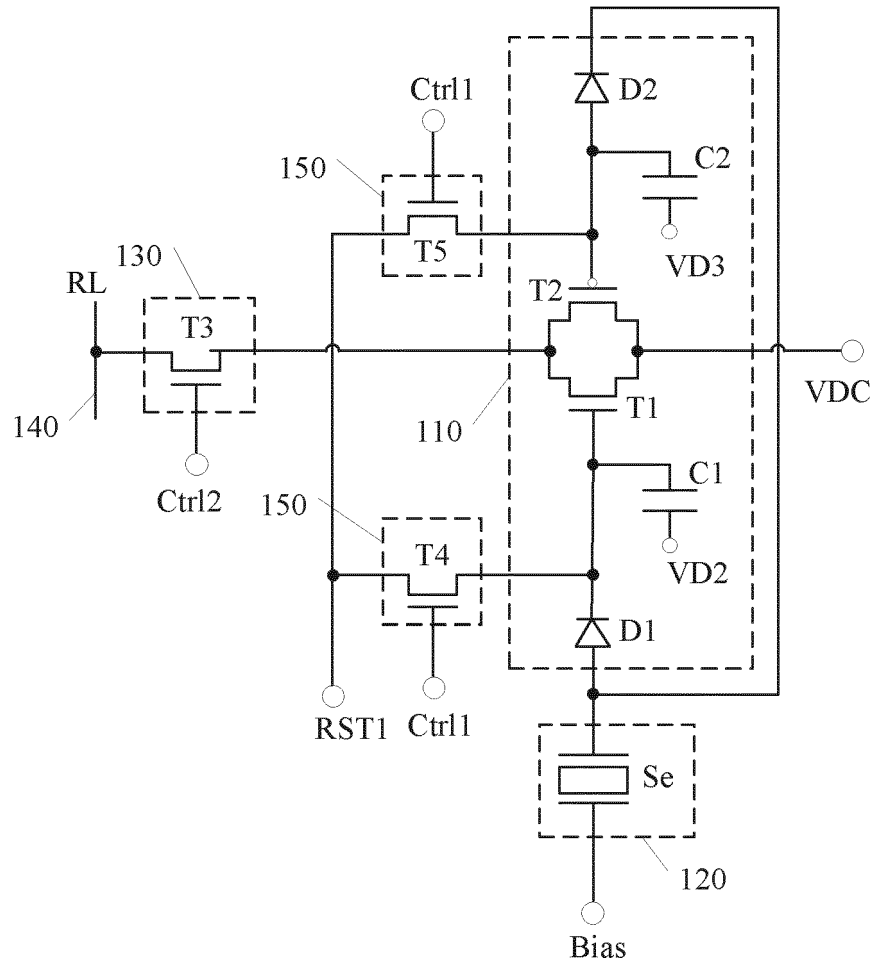 Ctrl1
D2
150
C2
T5
VD3
130
RL
T3
T2
VDC
T1
140
110
Ctrl2
150
C1
T4
VD2
D1
RST1
Ctrl1
Se
120
Bias